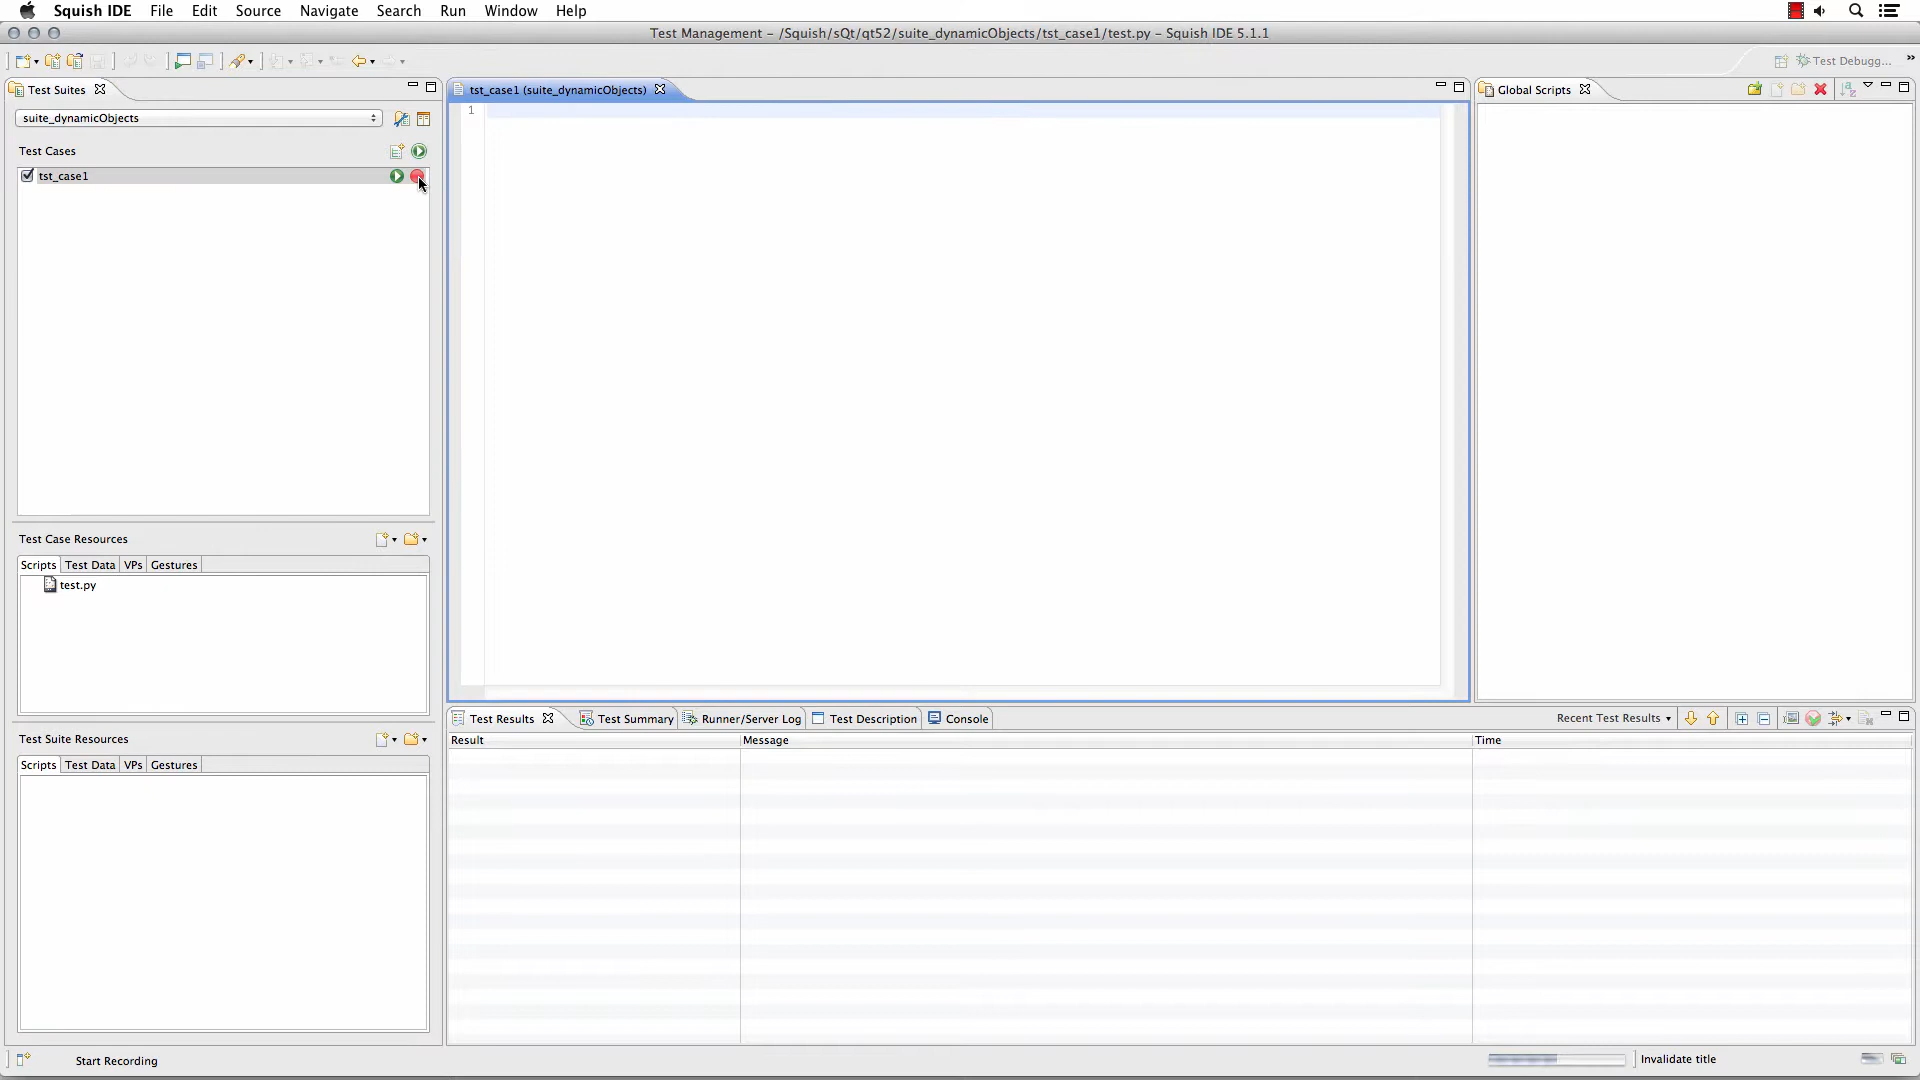 Squish IDE File Edit Source Navigate Search Run Window Help
Test Management – /Squish/sQt/qt52/suite_dynamicObjects/tst_case1/test.py – Squish IDE 5.1.1
Test Debugg... »
Test Suites
tst_case1 (suite_dynamicObjects)
Global Scripts
suite_dynamicObjects
1
Test Cases
tst_case1
Test Case Resources
Scripts Test Data VPs Gestures
test.py
Test Results Test Summary Runner/Server Log Test Description Console Recent Test Results
Result Message Time
Test Suite Resources
Scripts Test Data VPs Gestures
Start Recording
Invalidate title